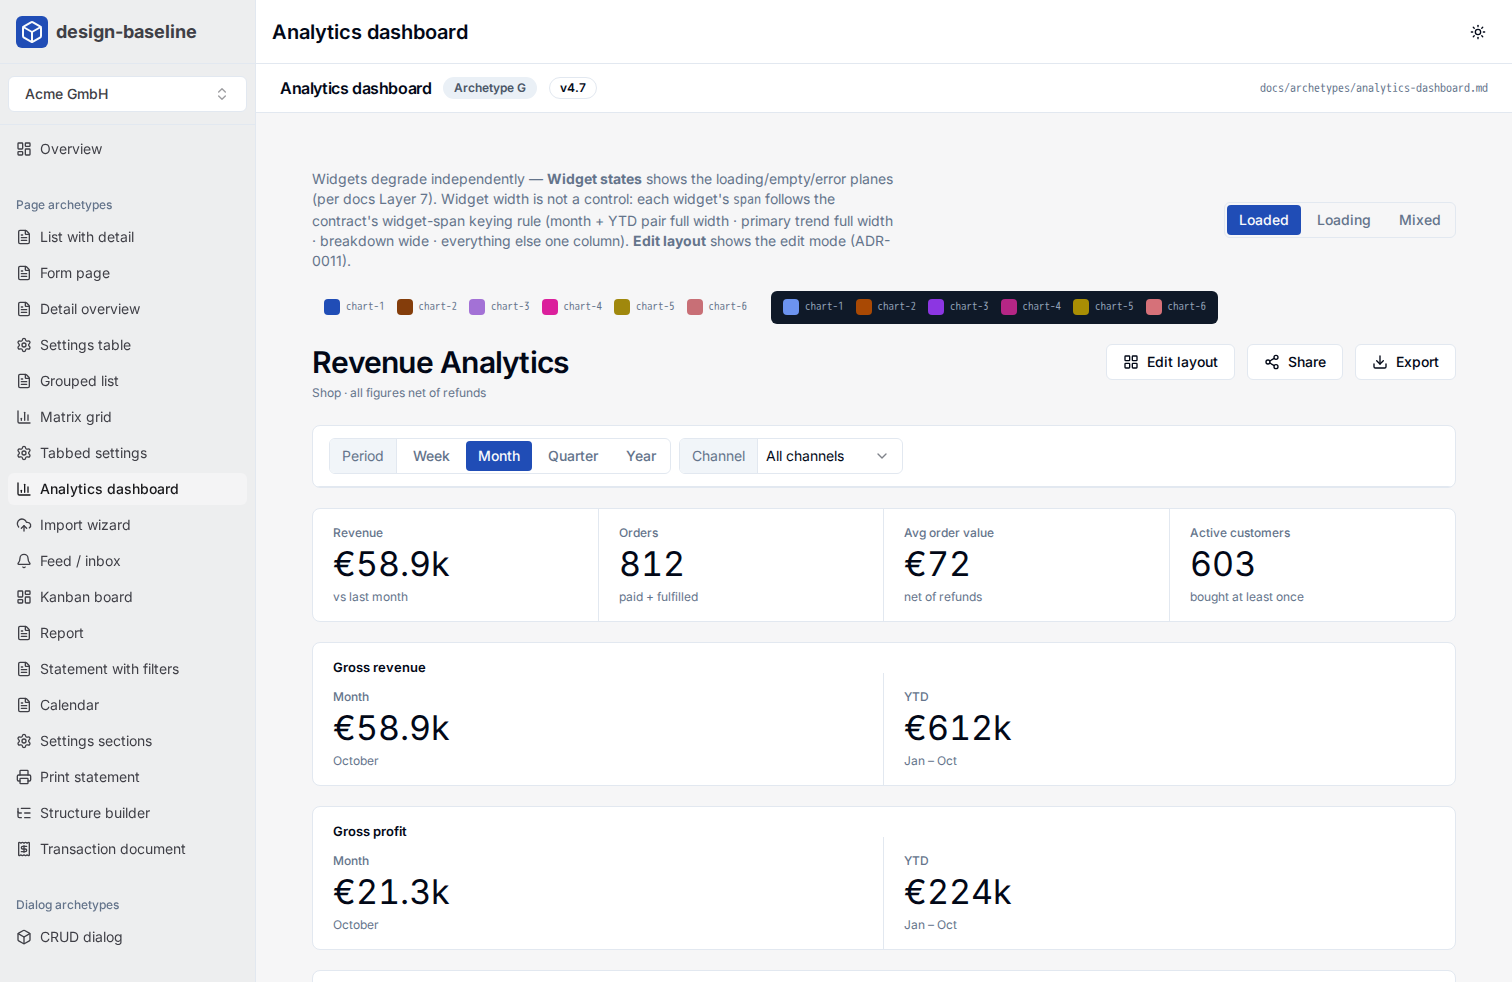 design-baseline
Analytics dashboard
Acme GmbH
Analytics dashboard
Archetype G
v4.7
docs/archetypes/analytics-dashboard.md
Overview
Page archetypes
List with detail
Form page
Detail overview
Settings table
Grouped list
Matrix grid
Tabbed settings
Analytics dashboard
Import wizard
Feed / inbox
Kanban board
Report
Statement with filters
Calendar
Settings sections
Print statement
Structure builder
Transaction document
Dialog archetypes
CRUD dialog
Widgets degrade independently — Widget states shows the loading/empty/error planes
(per docs Layer 7). Widget width is not a control: each widget's span follows the
contract's widget-span keying rule (month + YTD pair full width · primary trend full width
· breakdown wide · everything else one column). Edit layout shows the edit mode (ADR-
0011).
Loaded
Loading
Mixed
chart-1
chart-2
chart-3
chart-4
chart-5
chart-6
chart-1
chart-2
chart-3
chart-4
chart-5
chart-6
Revenue Analytics
Shop · all figures net of refunds
Edit layout
Share
Export
Period
Week
Month
Quarter
Year
Channel
All channels
Revenue
€58.9k
vs last month
Orders
812
paid + fulfilled
Avg order value
€72
net of refunds
Active customers
603
bought at least once
Gross revenue
Month
€58.9k
October
YTD
€612k
Jan – Oct
Gross profit
Month
€21.3k
October
YTD
€224k
Jan – Oct